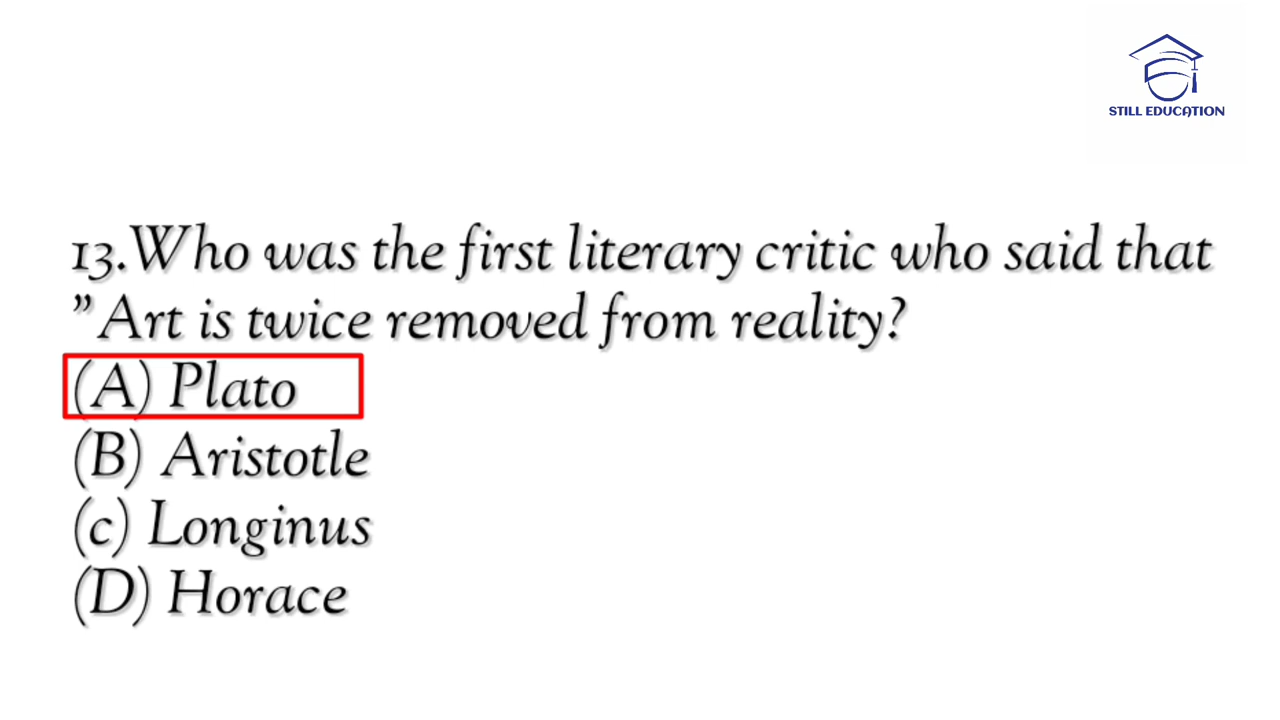 STILL EDUCATION
13.Who was the first literary critic who said that
"Art is twice removed from reality?
(A) Plato
(B) Aristotle
(c) Longinus
(D) Horace